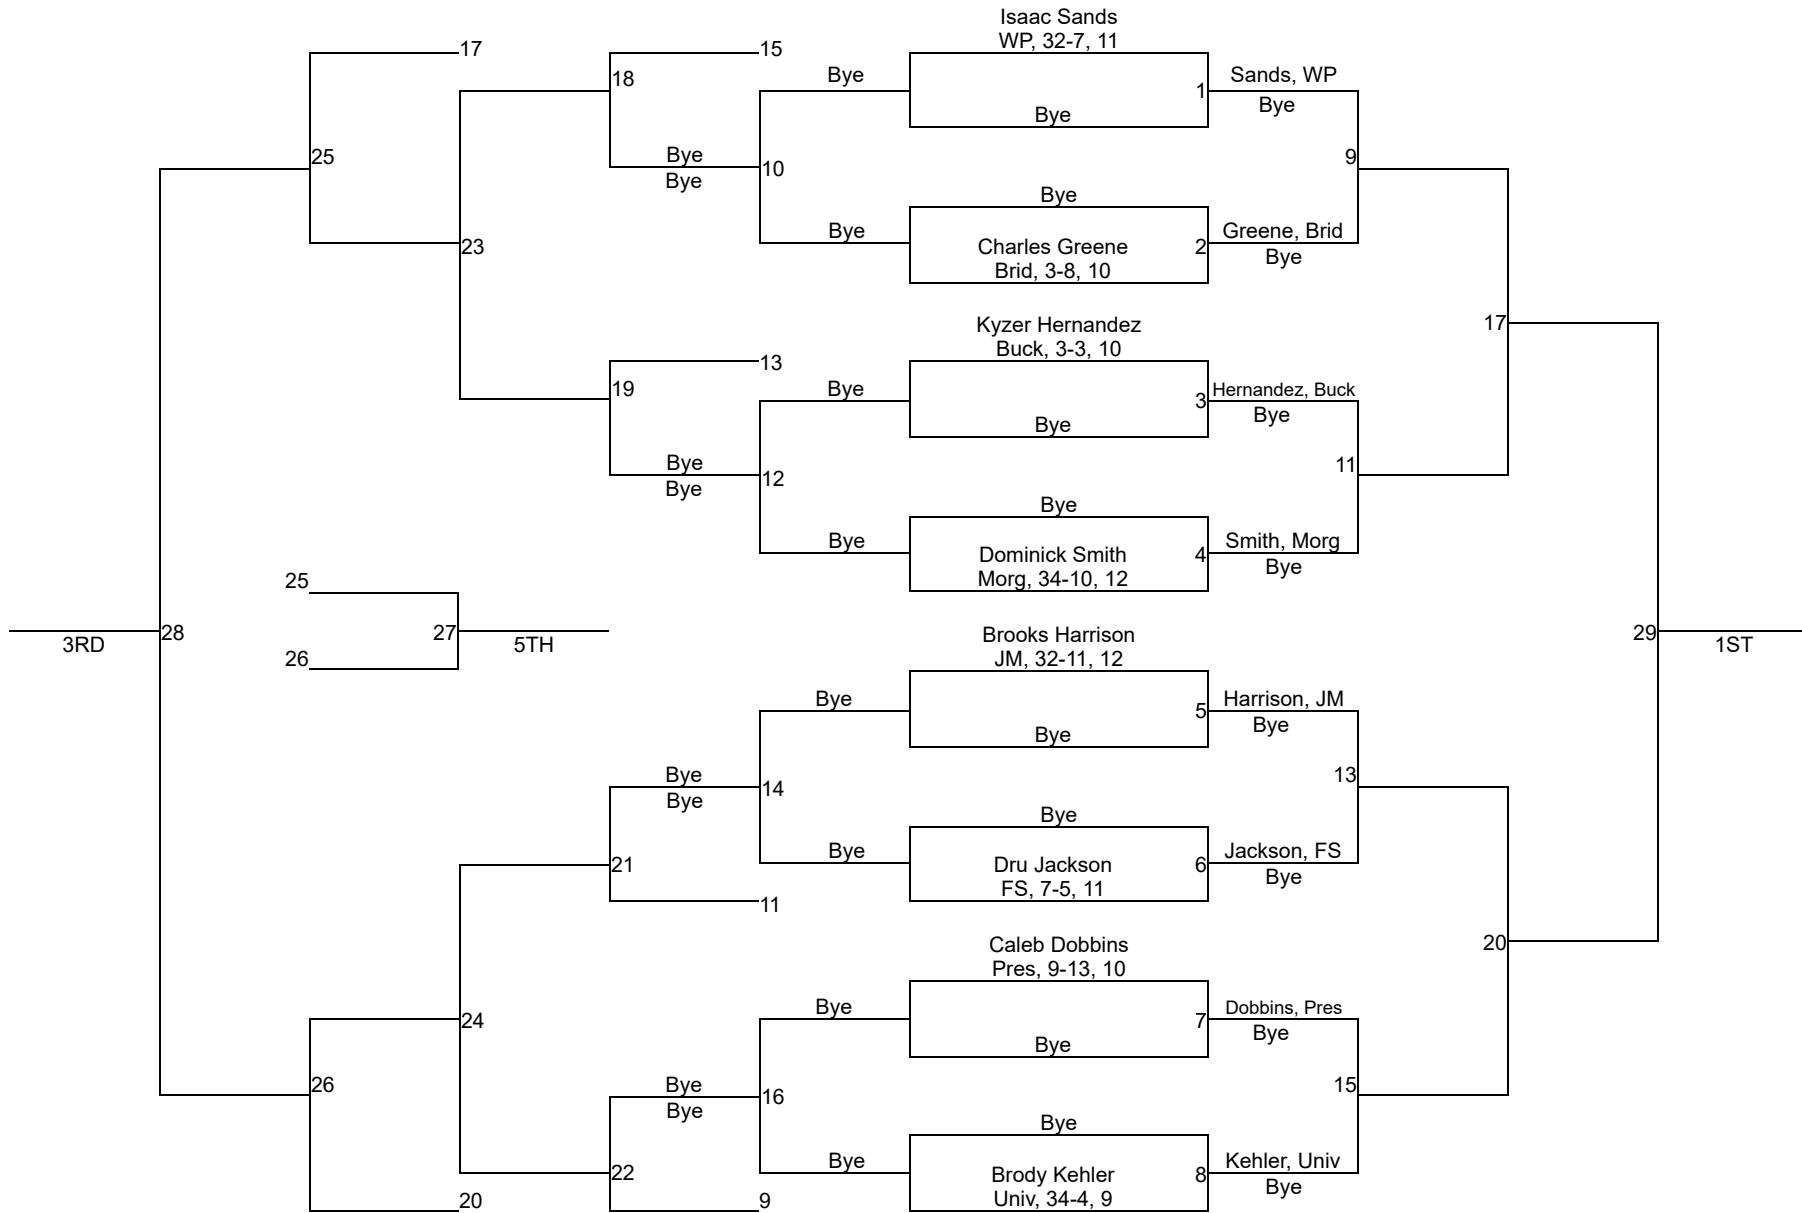 Isaac Sands
WP, 32-7, 11
17
15
18
Bye
1
Sands, WP
Bye
Bye
25
Bye
Bye
10
9
Bye
23
Bye
Charles Greene
Brid, 3-8, 10
2
Greene, Brid
Bye
Kyzer Hernandez
Buck, 3-3, 10
17
13
19
Bye
3
Hernandez, Buck
Bye
Bye
Bye
Bye
12
11
Bye
Bye
Dominick Smith
Morg, 34-10, 12
4
Smith, Morg
Bye
25
3RD
28
27
5TH
26
29
1ST
Brooks Harrison
JM, 32-11, 12
Bye
5
Harrison, JM
Bye
Bye
Bye
Bye
14
13
Bye
21
Bye
Dru Jackson
FS, 7-5, 11
6
Jackson, FS
Bye
11
20
Caleb Dobbins
Pres, 9-13, 10
24
Bye
7
Dobbins, Pres
Bye
Bye
26
Bye
Bye
16
15
Bye
22
Bye
Brody Kehler
Univ, 34-4, 9
8
Kehler, Univ
Bye
20
9